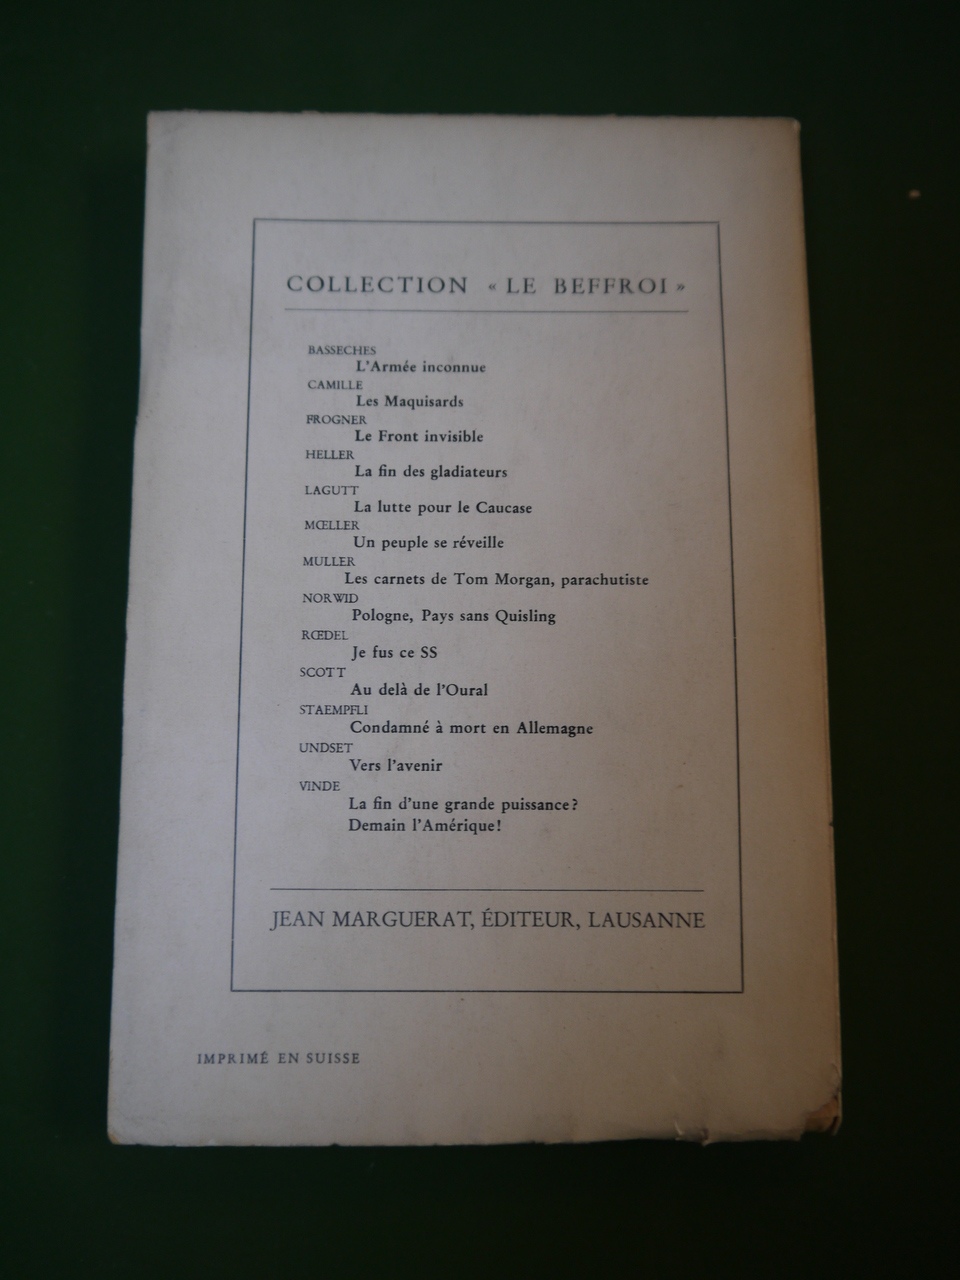 COLLECTION « LE BEFFROI »
BASSECHES
L'Armée inconnue
CAMILLE
Les Maquisards
FROGNER
Le Front invisible
HELLER
La fin des gladiateurs
LAGUTT
La lutte pour le Caucase
MŒLLER
Un peuple se réveille
MULLER
Les carnets de Tom Morgan, parachutiste
NORWID
Pologne, Pays sans Quisling
RŒDEL
Je fus ce SS
SCOTT
Au delà de l'Oural
STAEMPFLI
Condamné à mort en Allemagne
UNDSET
Vers l'avenir
VINDE
La fin d'une grande puissance?
Demain l'Amérique!
JEAN MARGUERAT, ÉDITEUR, LAUSANNE
IMPRIMÉ EN SUISSE